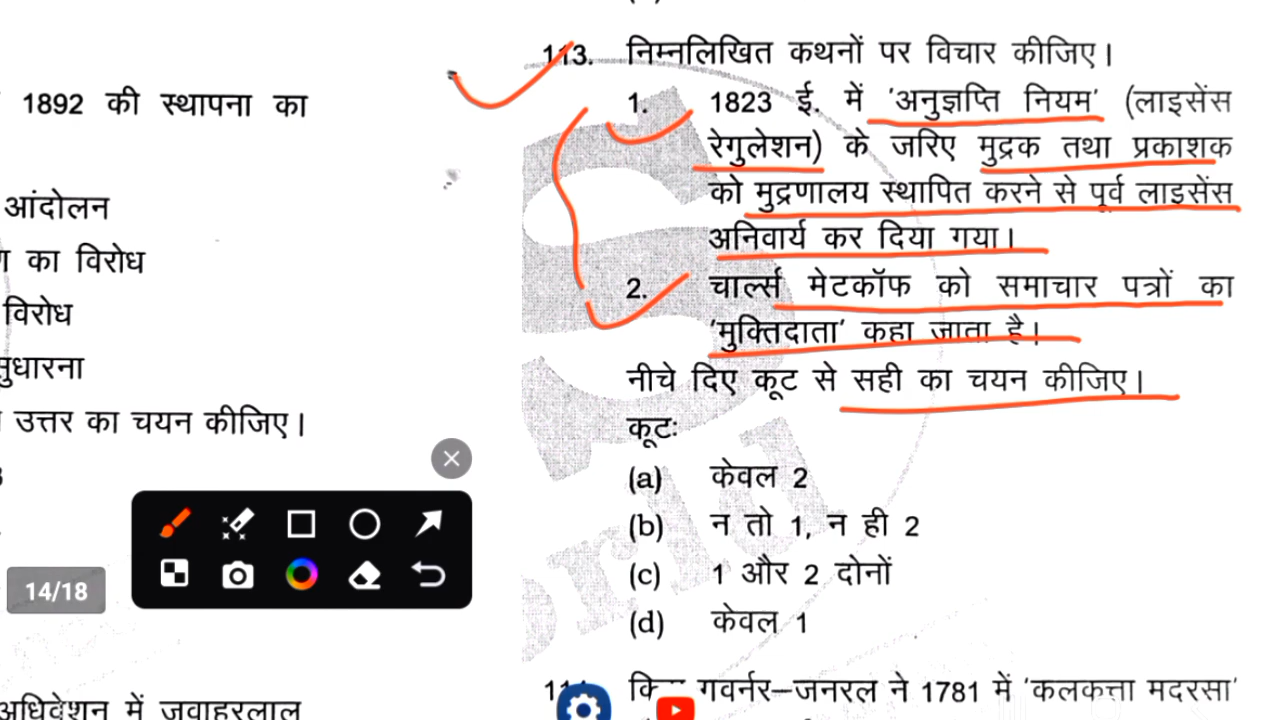 1892 की स्थापना का
आंदोलन
का विरोध
विरोध
सुधारना
उत्तर का चयन कीजिए।
14/18
अधिवेशन में जवाहरलाल
113. निम्नलिखित कथनों पर विचार कीजिए।
1. 1823 ई. में 'अनुज्ञप्ति नियम' (लाइसेंस
रेगुलेशन) के जरिए मुद्रक तथा प्रकाशक
को मुद्रणालय स्थापित करने से पूर्व लाइसेंस
अनिवार्य कर दिया गया।
2. चार्ल्स मेटकॉफ को समाचार पत्रों का
'मुक्तिदाता' कहा जाता है।
नीचे दिए कूट से सही का चयन कीजिए।
कूटः
(a) केवल 2
(b) न तो 1, न ही 2
(c) 1 और 2 दोनों
(d) केवल 1
गवर्नर–जनरल ने 1781 में 'कलकत्ता मदरसा'